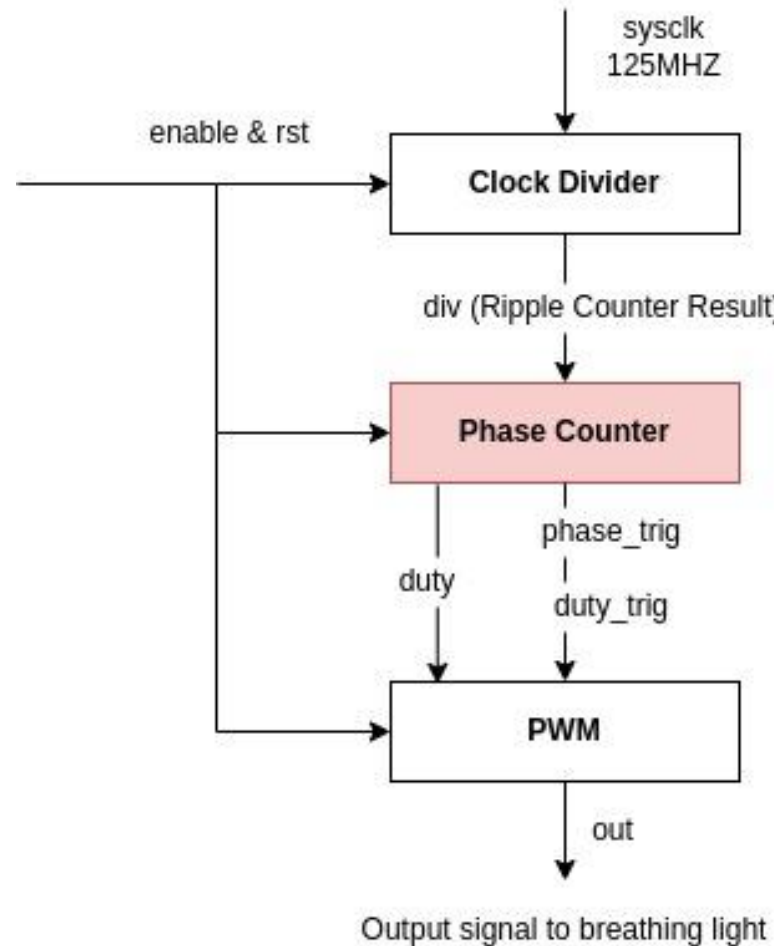 sysclk
125MHZ
enable & rst
Clock Divider
div (Ripple Counter Result)
Phase Counter
phase_trig
duty
duty_trig
PWM
out
Output signal to breathing light